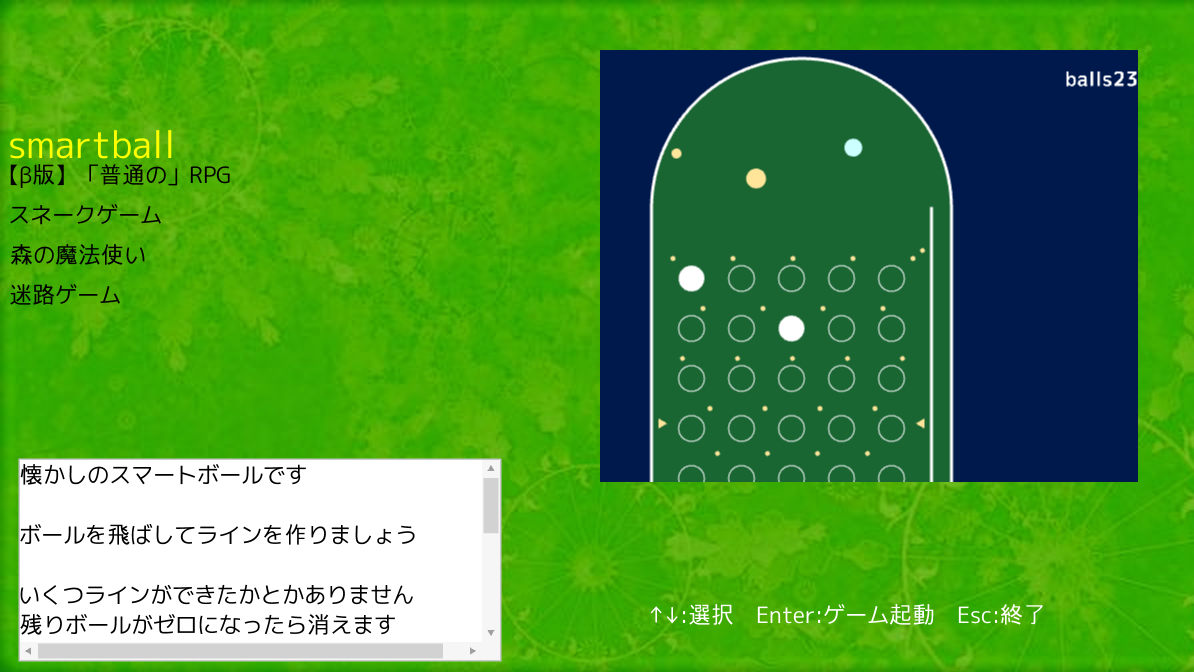 smartball
【β版】「普通の」RPG
スネークゲーム
森の魔法使い
迷路ゲーム
balls23
懐かしのスマートボールです
ボールを飛ばしてラインを作りましょう
いくつラインができたかとかありません
残りボールがゼロになったら消えます
↑↓:選択　Enter:ゲーム起動　Esc:終了